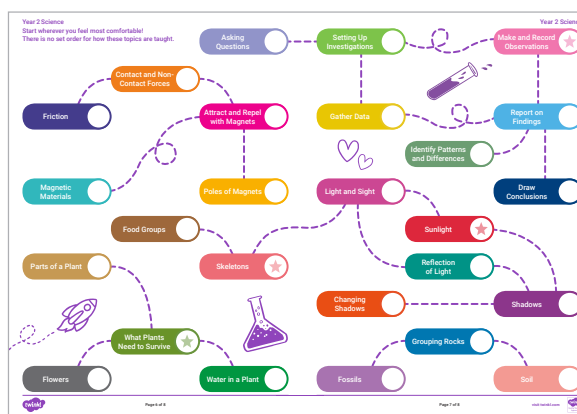 Year 2 Science
Start wherever you feel most comfortable!
There is no set order for how these topics are taught.
Year 2 Science
Asking
Questions
Setting Up
Investigations
Make and Record
Observations
Contact and Non-
Contact Forces
Friction
Attract and Repel
with Magnets
Gather Data
Report on
Findings
Identify Patterns
and Differences
Magnetic
Materials
Poles of Magnets
Light and Sight
Draw
Conclusions
Food Groups
Sunlight
Parts of a Plant
Skeletons
Reflection
of Light
Changing
Shadows
Shadows
What Plants
Need to Survive
Grouping Rocks
Flowers
Water in a Plant
Fossils
Soil
twinkl
Page 6 of 8
Page 7 of 8
visit twinkl.com